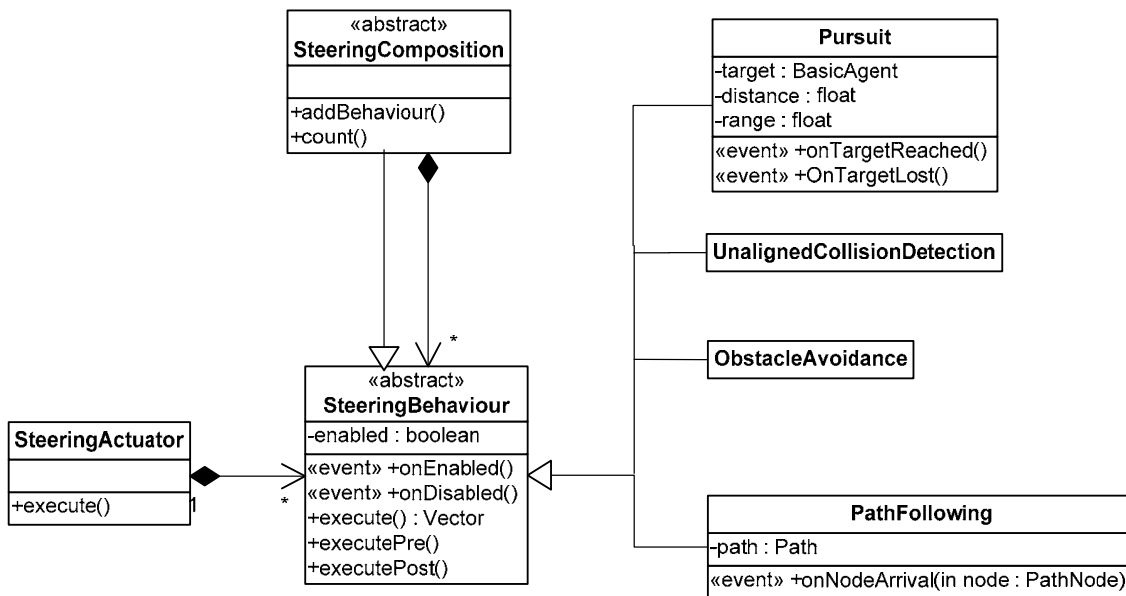 «abstract»
SteeringComposition
+addBehaviour()
+count()
Pursuit
-target : BasicAgent
-distance : float
-range : float
«event» +onTargetReached()
«event» +OnTargetLost()
UnalignedCollisionDetection
ObstacleAvoidance
*
«abstract»
SteeringBehaviour
-enabled : boolean
«event» +onEnabled()
«event» +onDisabled()
+execute() : Vector
+executePre()
+executePost()
SteeringActuator
+execute()
1
*
PathFollowing
-path : Path
«event» +onNodeArrival(in node : PathNode)